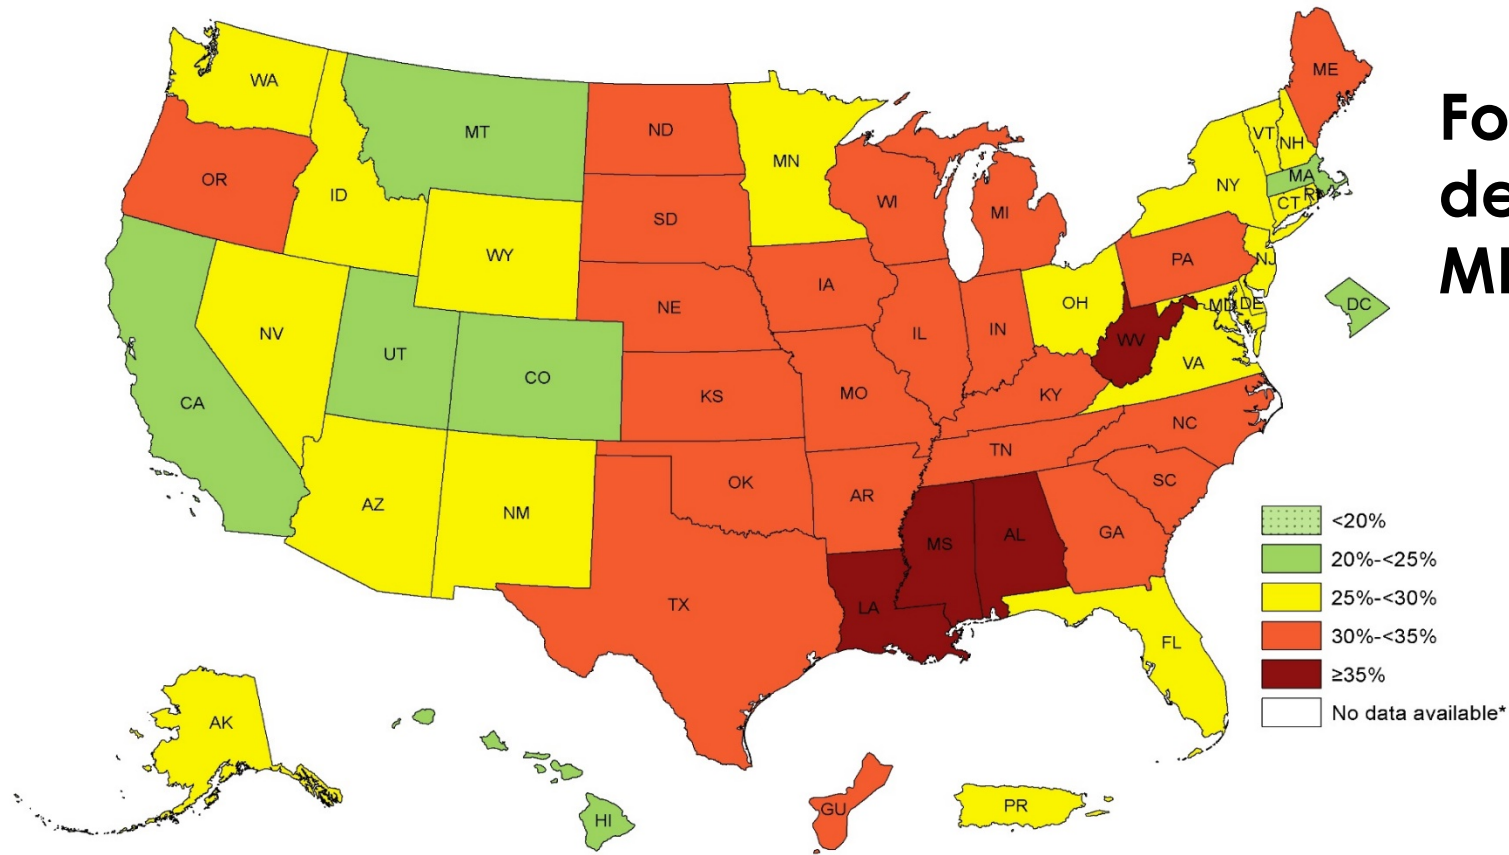 WA
MT
ND
MN
ME
OR
ID
SD
WI
MI
VT
NH
NY
MA
CT
WY
NE
IA
PA
NJ
NV
UT
CO
IL
IN
OH
MD
DE
DC
WV
VA
CA
KS
MO
KY
NC
TN
AZ
NM
OK
AR
SC
MS
AL
GA
TX
LA
FL
AK
HI
GU
PR
Fo
de
<20%
20%-<25%
25%-<30%
30%-<35%
≥35%
No data available*